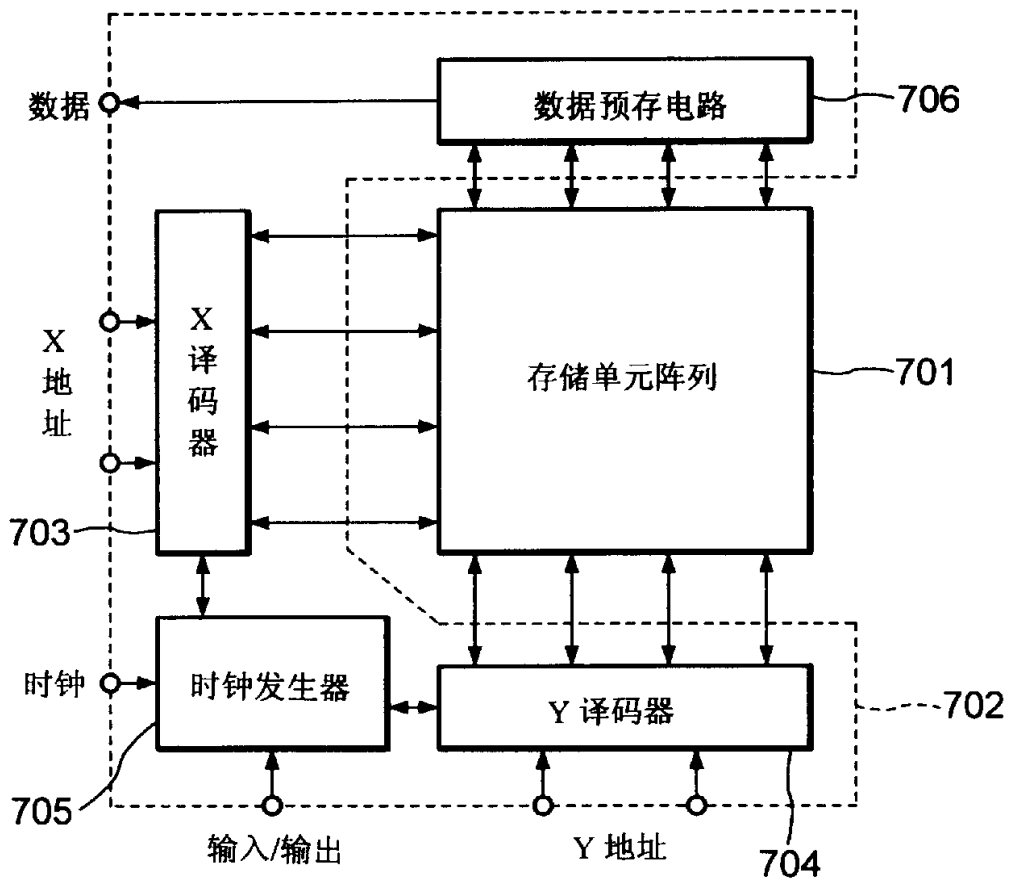 数据
数据预存电路
706
X
地
址
X
译
码
器
存储单元阵列
701
703
时钟
时钟发生器
Y 译码器
702
705
输入/输出
Y 地址
704